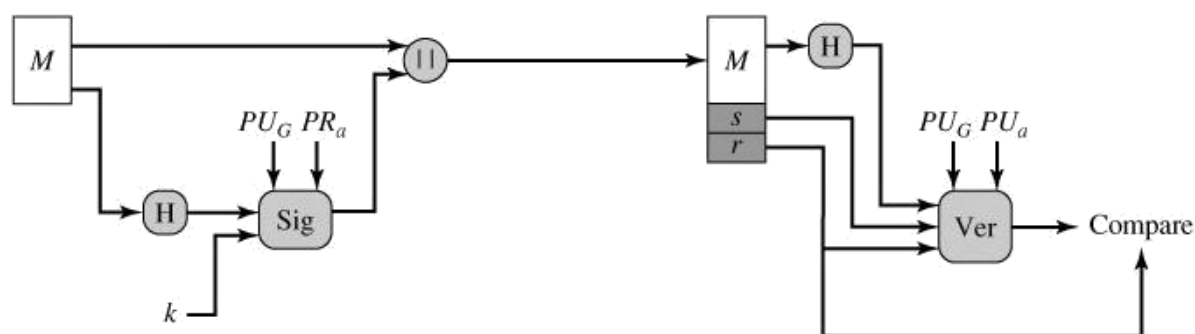 M
||
H
PU_G PR_a
Sig
k
M
s
r
H
PU_G PU_a
Ver
Compare